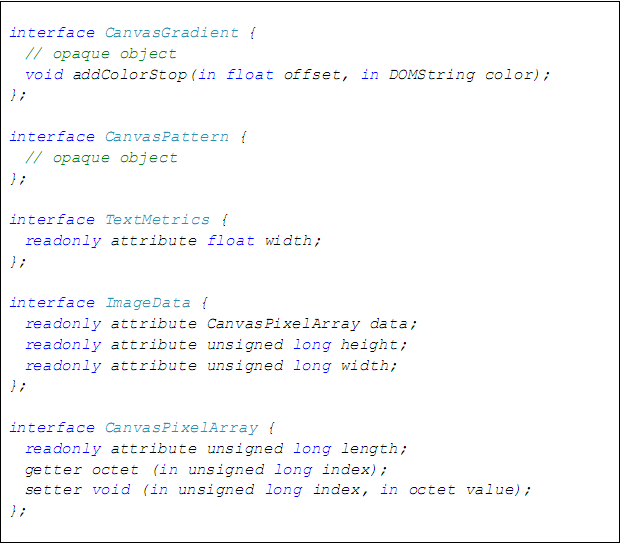 interface CanvasGradient {
  // opaque object
  void addColorStop(in float offset, in DOMString color);
};

interface CanvasPattern {
  // opaque object
};

interface TextMetrics {
  readonly attribute float width;
};

interface ImageData {
  readonly attribute CanvasPixelArray data;
  readonly attribute unsigned long height;
  readonly attribute unsigned long width;
};

interface CanvasPixelArray {
  readonly attribute unsigned long length;
  getter octet (in unsigned long index);
  setter void (in unsigned long index, in octet value);
};